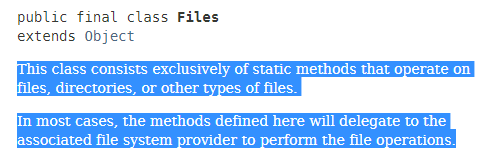 public final class Files
extends Object
This class consists exclusively of static methods that operate on
files, directories, or other types of files.
In most cases, the methods defined here will delegate to the
associated file system provider to perform the file operations.